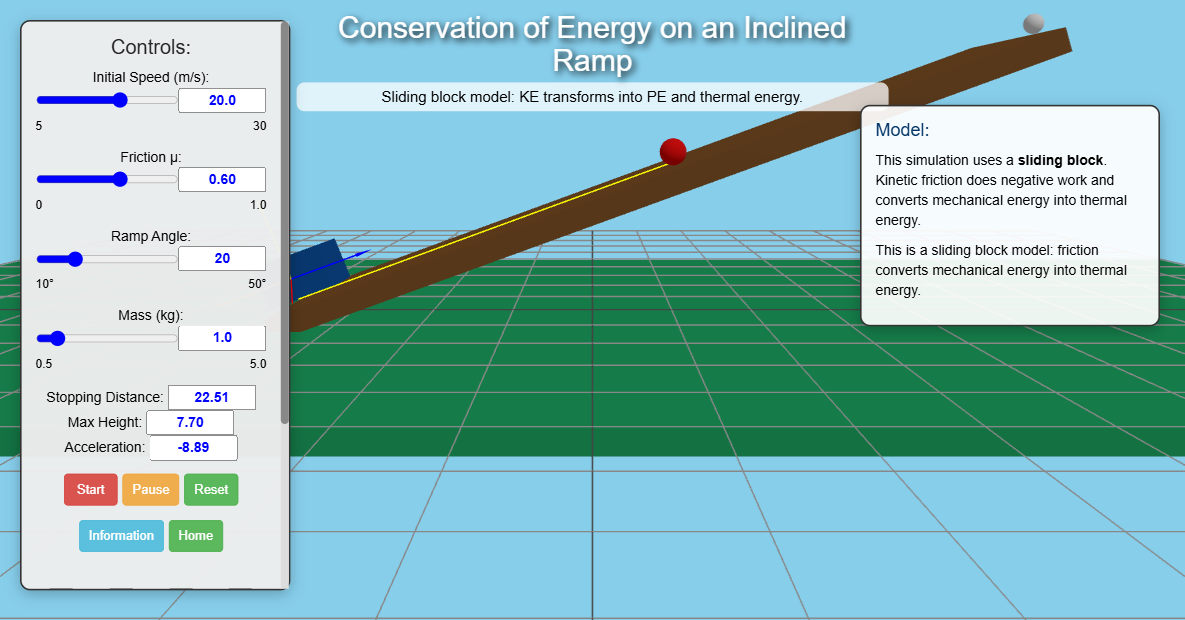 Conservation of Energy on an Inclined
Ramp
Sliding block model: KE transforms into PE and thermal energy.
Controls:
Initial Speed (m/s):
20.0
5 30
Friction μ:
0.60
0 1.0
Ramp Angle:
20
10° 50°
Mass (kg):
1.0
0.5 5.0
Stopping Distance: 22.51
Max Height: 7.70
Acceleration: -8.89
Start Pause Reset
Information Home
Model:
This simulation uses a sliding block.
Kinetic friction does negative work and
converts mechanical energy into thermal
energy.
This is a sliding block model: friction
converts mechanical energy into thermal
energy.